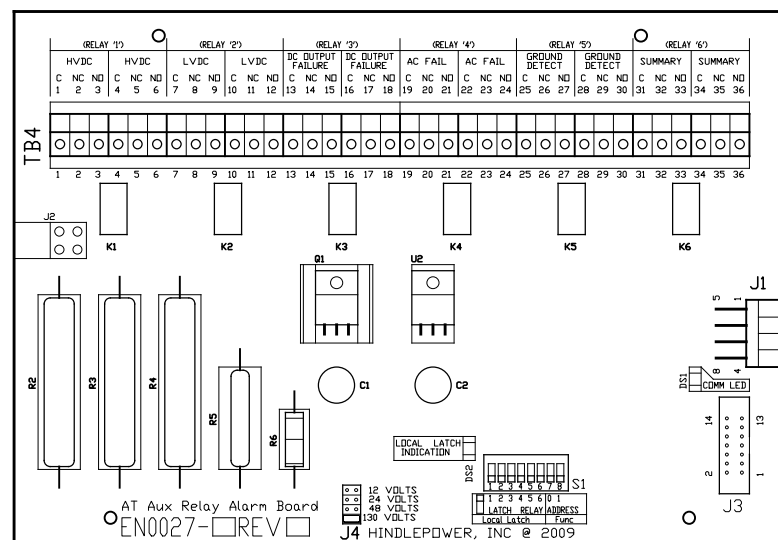 (RELAY '1') (RELAY '2') (RELAY '3') (RELAY '4') (RELAY '5') (RELAY '6')
HVDC HVDC LVDC LVDC DC OUTPUT FAILURE DC OUTPUT FAILURE AC FAIL AC FAIL GROUND DETECT GROUND DETECT SUMMARY SUMMARY
C NC NO C NC NO C NC NO C NC NO C NC NO C NC NO C NC NO C NC NO C NC NO C NC NO C NC NO C NC NO
1 2 3 4 5 6 7 8 9 10 11 12 13 14 15 16 17 18 19 20 21 22 23 24 25 26 27 28 29 30 31 32 33 34 35 36
TB4
1 2 3 4 5 6 7 8 9 10 11 12 13 14 15 16 17 18 19 20 21 22 23 24 25 26 27 28 29 30 31 32 33 34 35 36
J2
K1 K2 K3 K4 K5 K6
Q1 U2
J1
5 1
8 4
R2 R3 R4 R5 R6
C1 C2
DS1
COMM LED
14 13
2 1
J3
LOCAL LATCH
INDICATION
DS2
1 2 3 4 5 6 7 8
S1
1 2 3 4 5 6 0 1
LATCH RELAY ADDRESS
Local Latch Func
12 VOLTS
24 VOLTS
48 VOLTS
130 VOLTS
J4
AT Aux Relay Alarm Board
EN0027- REV
HINDLEPOWER, INC @ 2009